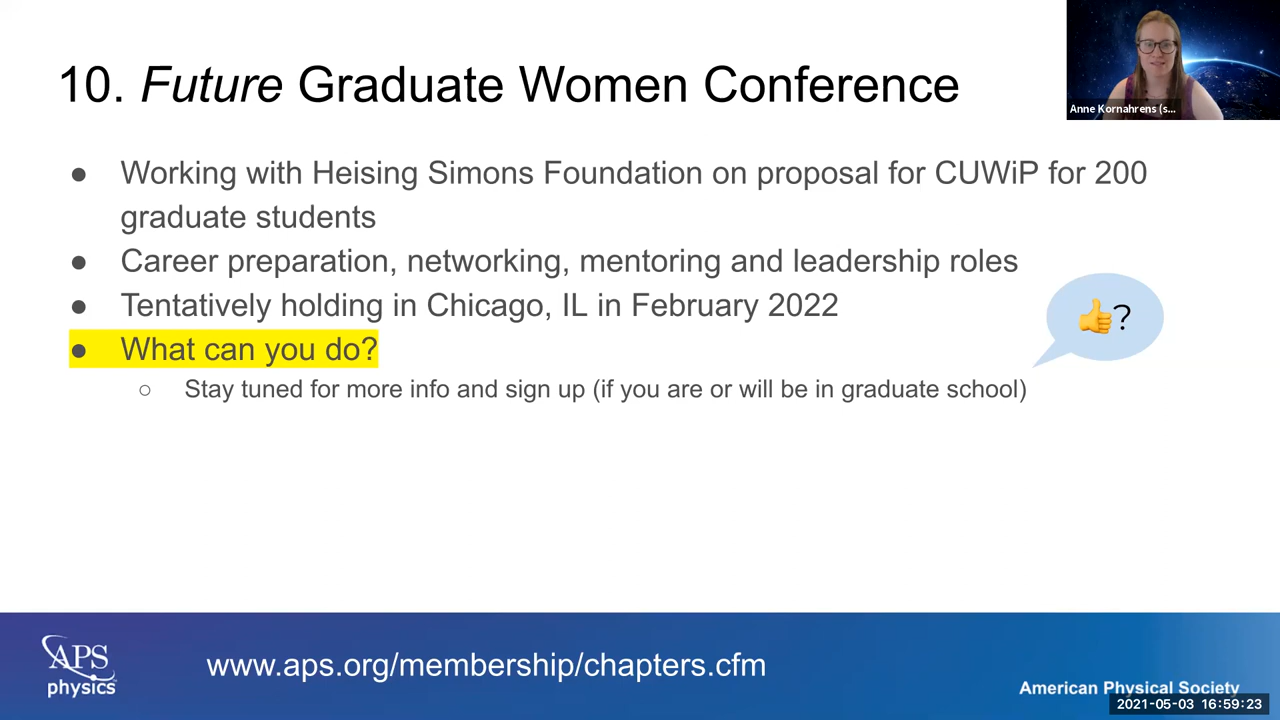 10. Future Graduate Women Conference
Anne Kornahrens (s...
● Working with Heising Simons Foundation on proposal for CUWiP for 200
graduate students
● Career preparation, networking, mentoring and leadership roles
● Tentatively holding in Chicago, IL in February 2022
👍?
● What can you do?
○ Stay tuned for more info and sign up (if you are or will be in graduate school)
APS
physics
www.aps.org/membership/chapters.cfm
American Physical Society
2021-05-03 16:59:23